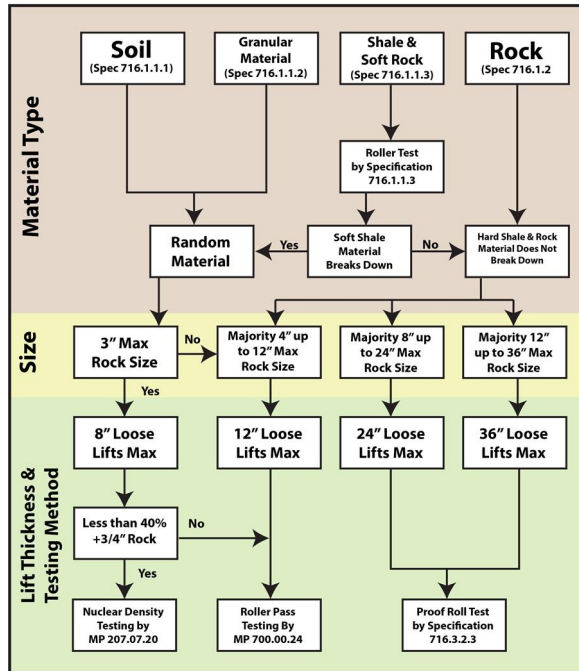 Material Type
Soil
(Spec 716.1.1.1)
Granular
Material
(Spec 716.1.1.2)
Shale &
Soft Rock
(Spec 716.1.1.3)
Rock
(Spec 716.1.2
Roller Test
by Specification
716.1.1.3
Random
Material
Yes
Soft Shale
Material
Breaks Down
No
Hard Shale & Rock
Material Does Not
Break Down
Size
3” Max
Rock Size
No
Majority 4” up
to 12” Max
Rock Size
Majority 8” up
to 24” Max
Rock Size
Majority 12”
up to 36” Max
Rock Size
Yes
Lift Thickness &
Testing Method
8” Loose
Lifts Max
12” Loose
Lifts Max
24” Loose
Lifts Max
36” Loose
Lifts Max
Less than 40%
+3/4” Rock
No
Yes
Nuclear Density
Testing by
MP 207.07.20
Roller Pass
Testing By
MP 700.00.24
Proof Roll Test
by Specification
716.3.2.3